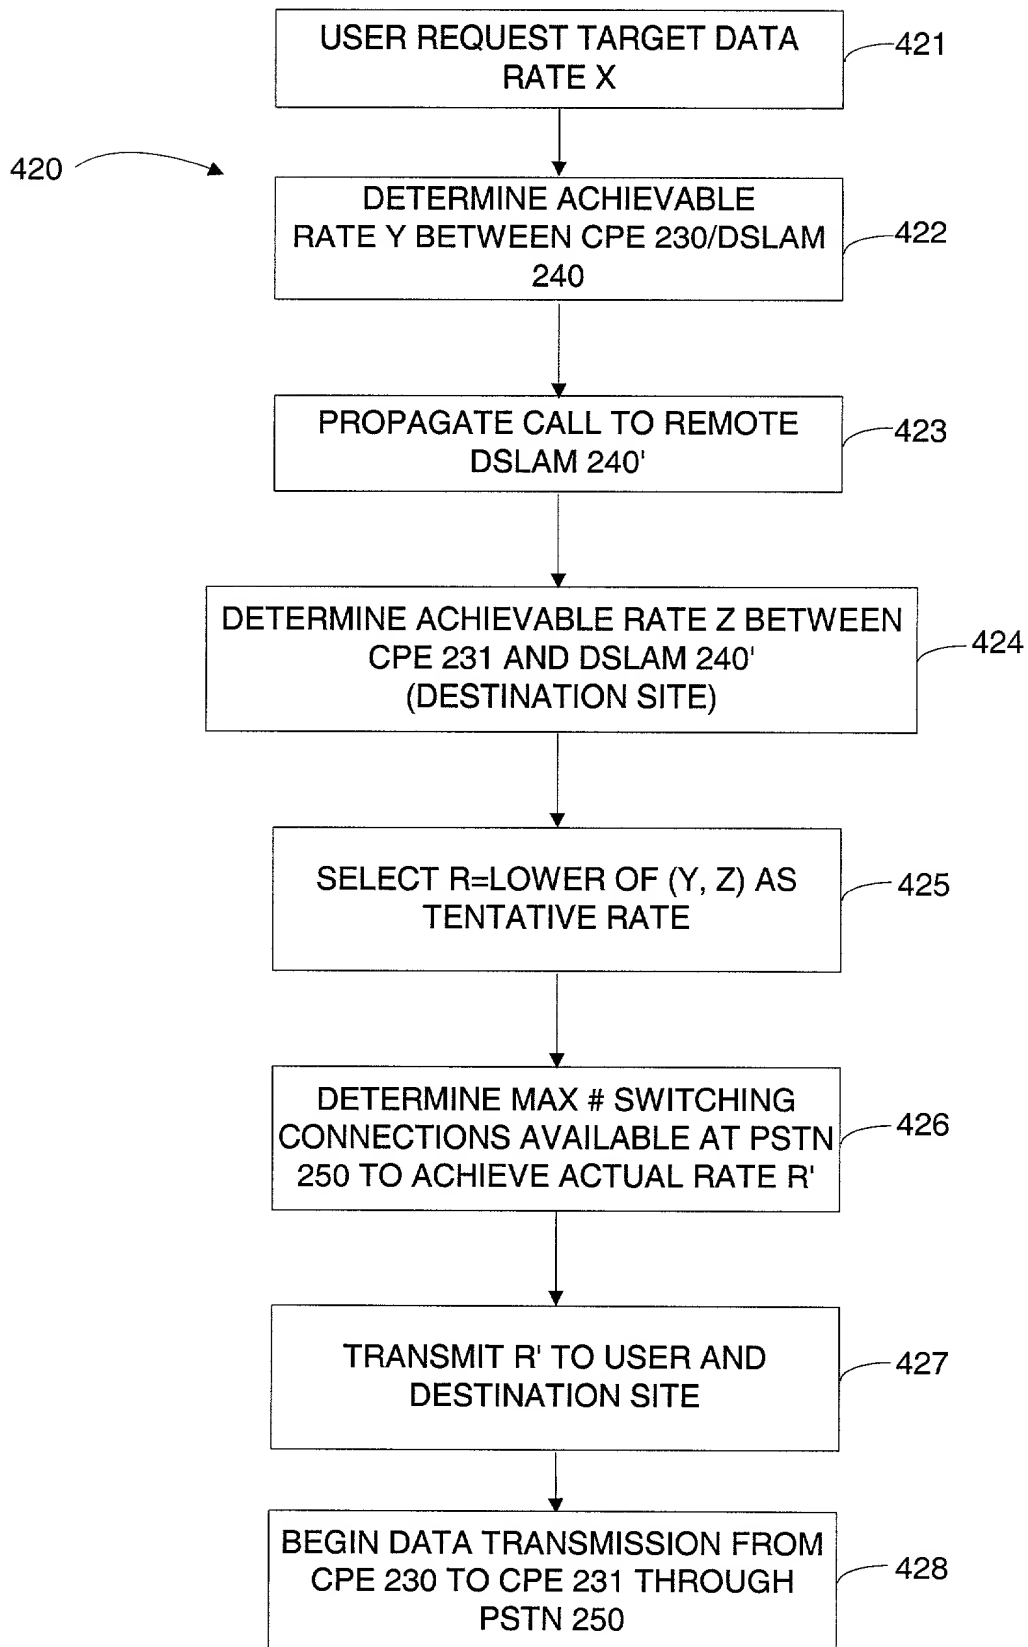 USER REQUEST TARGET DATA
RATE X
421
420
DETERMINE ACHIEVABLE
RATE Y BETWEEN CPE 230/DSLAM
240
422
PROPAGATE CALL TO REMOTE
DSLAM 240'
423
DETERMINE ACHIEVABLE RATE Z BETWEEN
CPE 231 AND DSLAM 240'
(DESTINATION SITE)
424
SELECT R=LOWER OF (Y, Z) AS
TENTATIVE RATE
425
DETERMINE MAX # SWITCHING
CONNECTIONS AVAILABLE AT PSTN
250 TO ACHIEVE ACTUAL RATE R'
426
TRANSMIT R' TO USER AND
DESTINATION SITE
427
BEGIN DATA TRANSMISSION FROM
CPE 230 TO CPE 231 THROUGH
PSTN 250
428